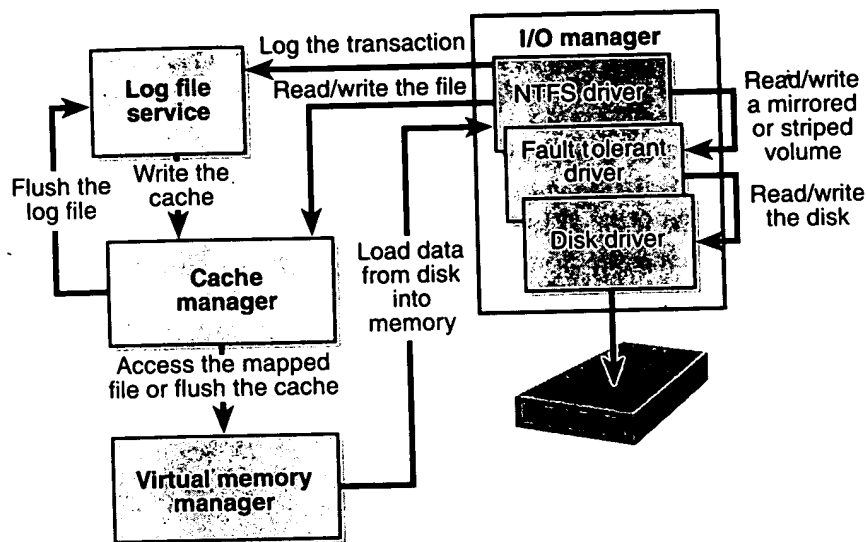 I/O manager
Log the transaction
Read/write the file
Log file
service
NTFS driver
Read/write
a mirrored
or striped
volume
Fault tolerant
driver
Flush the
log file
Write the
cache
Read/write
the disk
Disk driver
Cache
manager
Load data
from disk
into
memory
Access the mapped
file or flush the cache
Virtual memory
manager